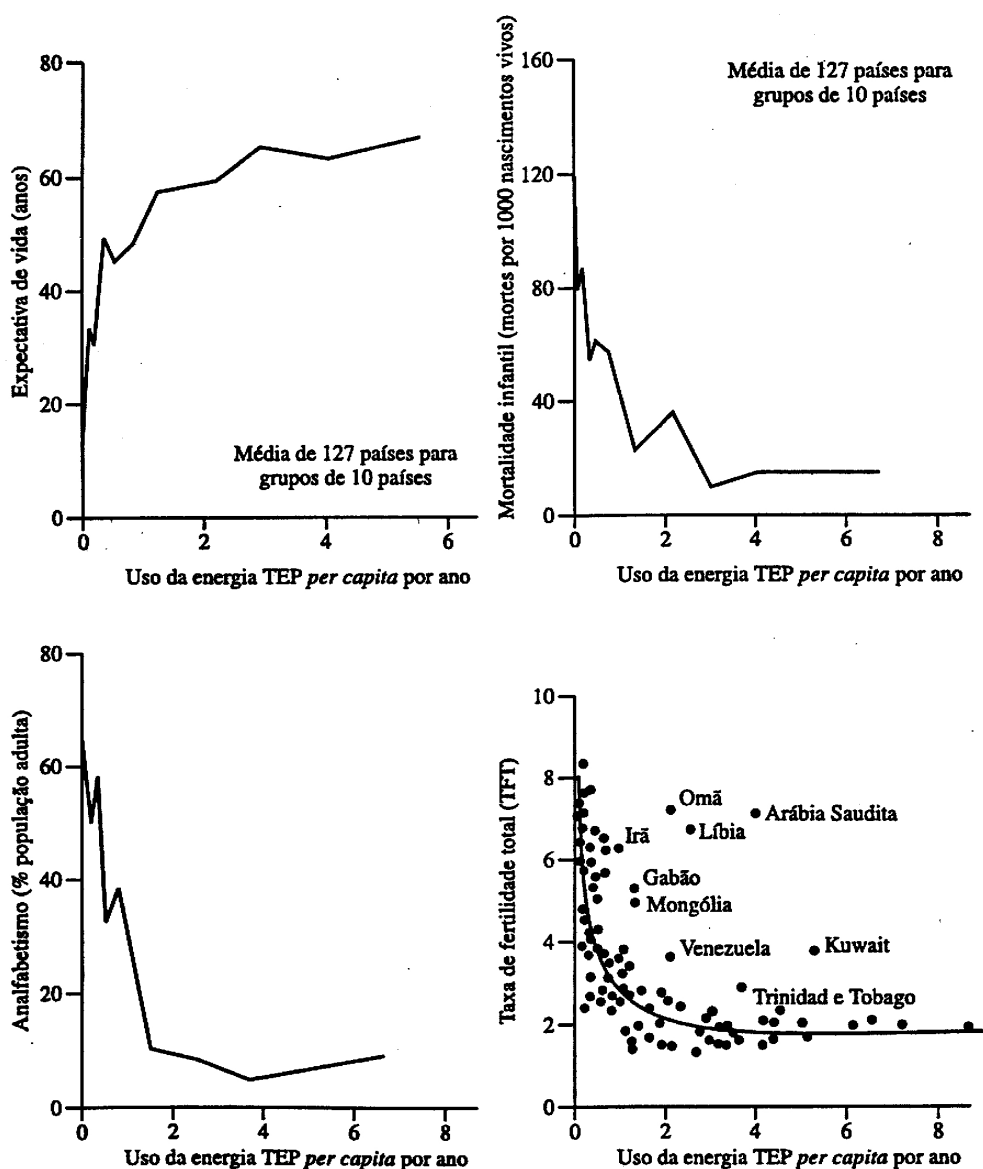 80
60
40
20
0
Expectativa de vida (anos)
Média de 127 países para
grupos de 10 países
0
2
4
6
Uso da energia TEP per capita por ano
160
120
80
40
0
Mortalidade infantil (mortes por 1000 nascimentos vivos)
Média de 127 países para
grupos de 10 países
0
2
4
6
8
Uso da energia TEP per capita por ano
80
60
40
20
0
Analfabetismo (% população adulta)
0
2
4
6
8
Uso da energia TEP per capita por ano
10
8
6
4
2
0
Taxa de fertilidade total (TFT)
Omã
Arábia Saudita
Líbia
Irã
Gabão
Mongólia
Venezuela
Kuwait
Trinidad e Tobago
0
2
4
6
8
Uso da energia TEP per capita por ano